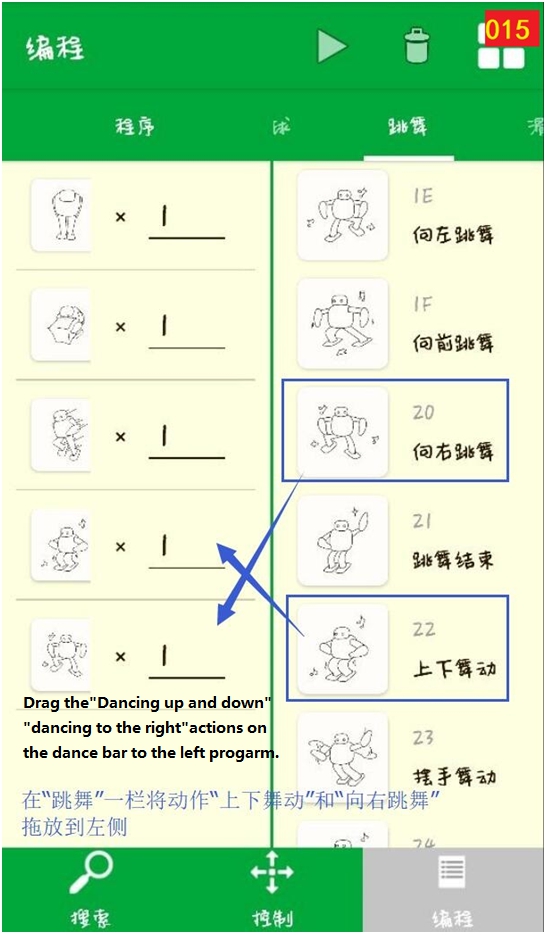 编程
015
程序
球
跳舞
滑
× 1
1E
向左跳舞
× 1
1F
向前跳舞
× 1
20
向右跳舞
× 1
21
跳舞结束
× 1
22
上下舞动
23
摆手舞动
24
Drag the"Dancing up and down"
"dancing to the right"actions on
the dance bar to the left progarm.
在“跳舞”一栏将动作“上下舞动”和“向右跳舞”
拖放到左侧
搜索
控制
编程